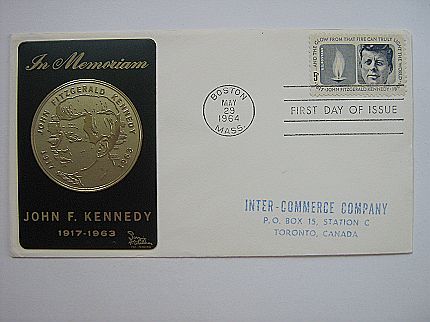 In Memoriam
JOHN FITZGERALD KENNEDY
1917 1963
JOHN F. KENNEDY
1917-1963
BOSTON
MAY
29
1964
MASS.
AND THE GLOW FROM THAT FIRE CAN TRULY LIGHT THE WORLD
5¢
JOHN FITZGERALD KENNEDY
FIRST DAY OF ISSUE
INTER-COMMERCE COMPANY
P. O. BOX 15, STATION C
TORONTO, CANADA